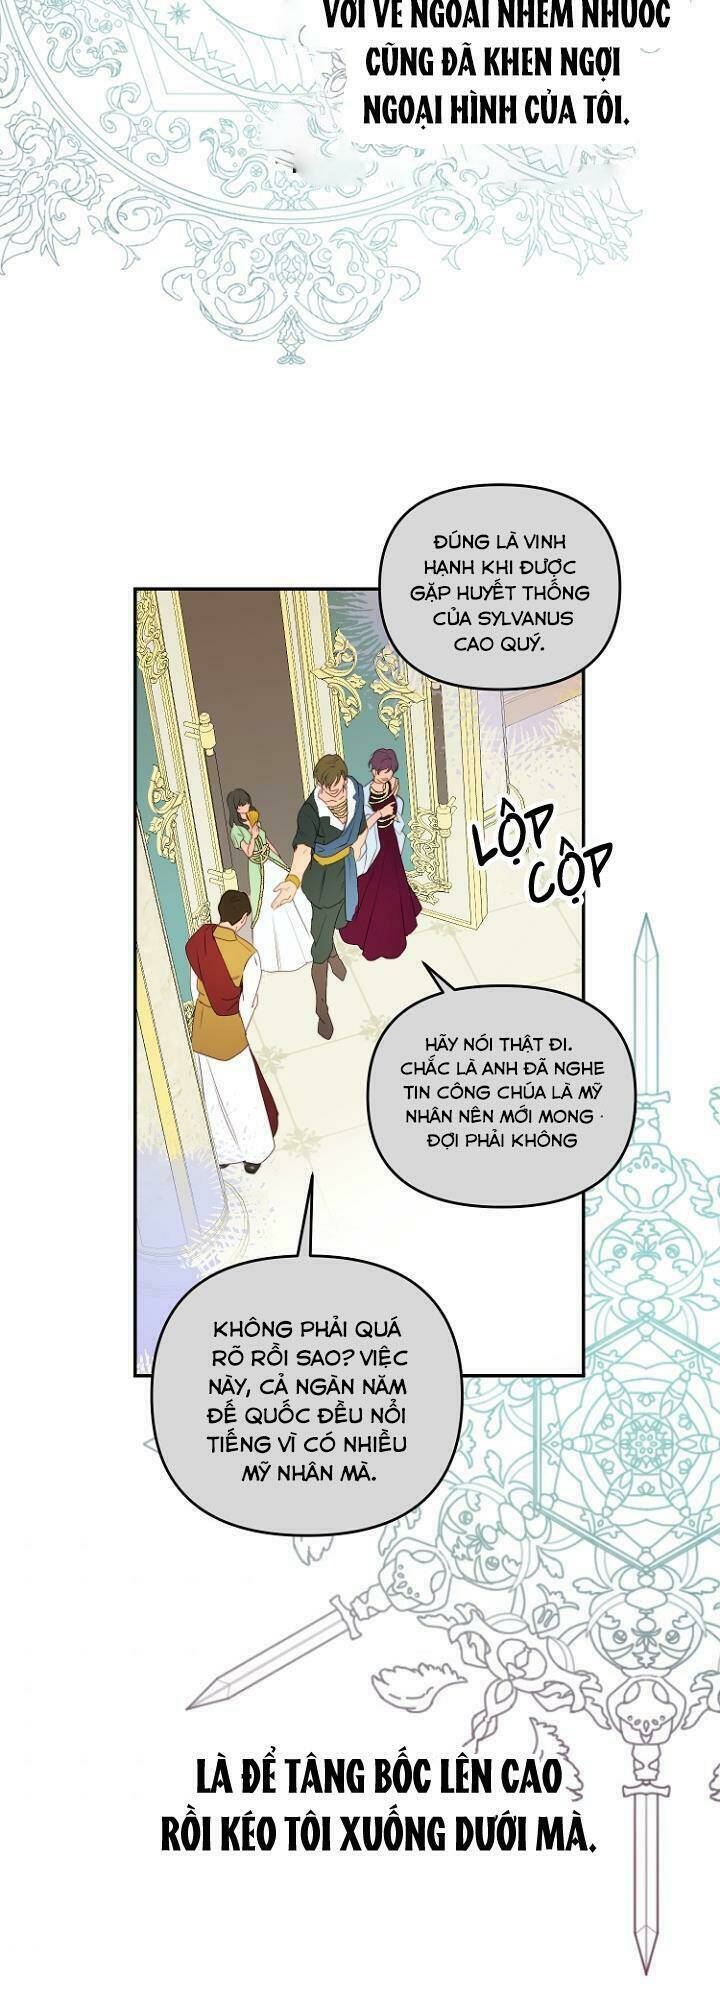 VỚI VẺ NGOÀI NHẾM NHUỐC
CŨNG ĐÃ KHEN NGỢI
NGOẠI HÌNH CỦA TÔI.
ĐÚNG LÀ VINH
HẠNH KHI ĐƯỢC
GẶP HUYẾT THỐNG
CỦA SYLVANUS
CAO QUÝ.
LỘP
CỘP
HÃY NÓI THẬT ĐI.
CHẮC LÀ ANH ĐÃ NGHE
TIN CÔNG CHÚA LÀ MỸ
NHÂN NÊN MỚI MONG
ĐỢI PHẢI KHÔNG
KHÔNG PHẢI QUÁ
RÕ RỒI SAO? VIỆC
NÀY, CẢ NGÀN NĂM
ĐẾ QUỐC ĐỀU NỔI
TIẾNG VÌ CÓ NHIỀU
MỸ NHÂN MÀ.
LÀ ĐỂ TÂNG BỐC LÊN CAO
RỒI KÉO TÔI XUỐNG DƯỚI MÀ.